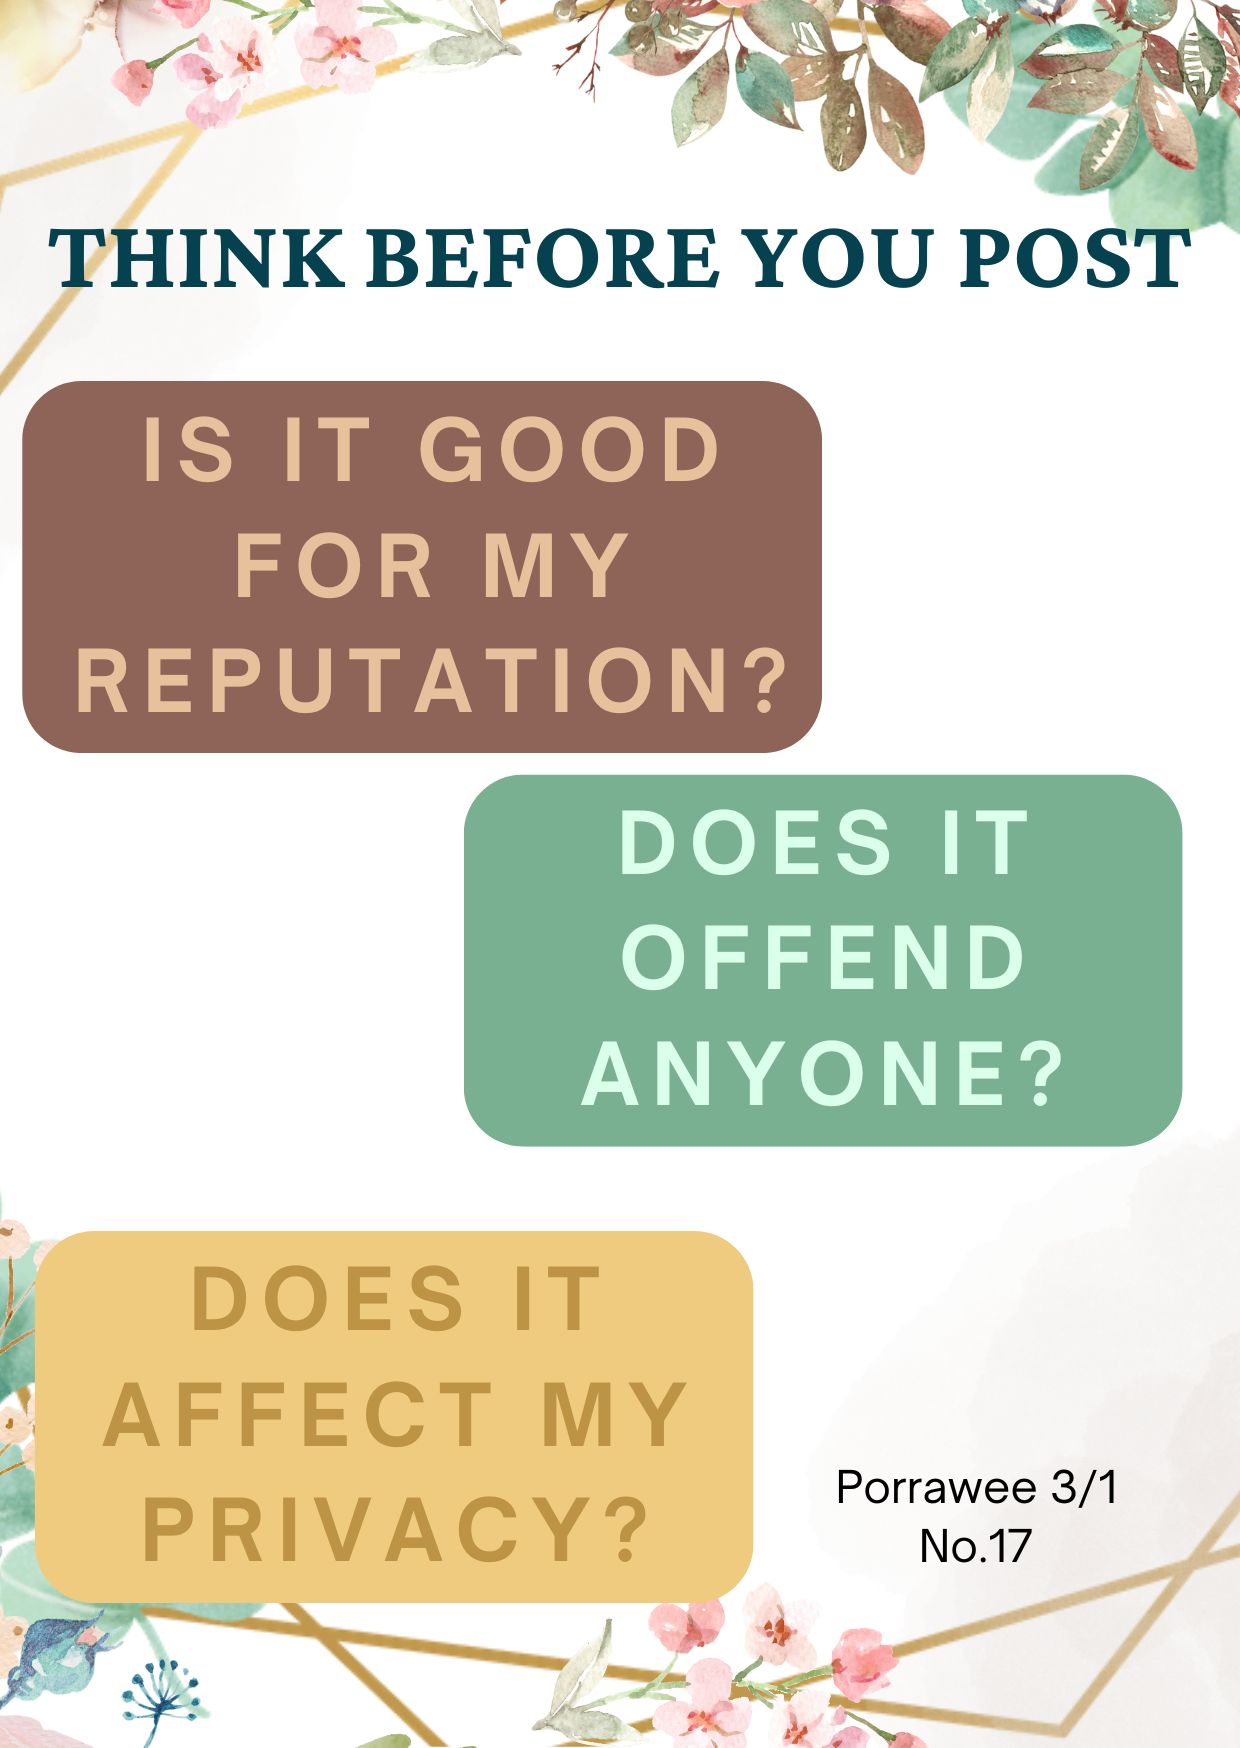 THINK BEFORE YOU POST
IS IT GOOD
FOR MY
REPUTATION?
DOES IT
OFFEND
ANYONE?
DOES IT
AFFECT MY
PRIVACY?
Porrawee 3/1
No.17